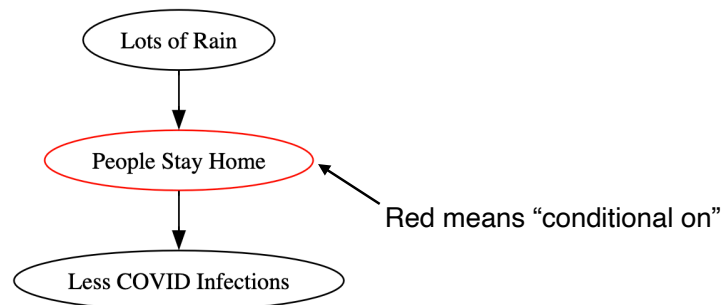 Lots of Rain
People Stay Home
Red means “conditional on”
Less COVID Infections